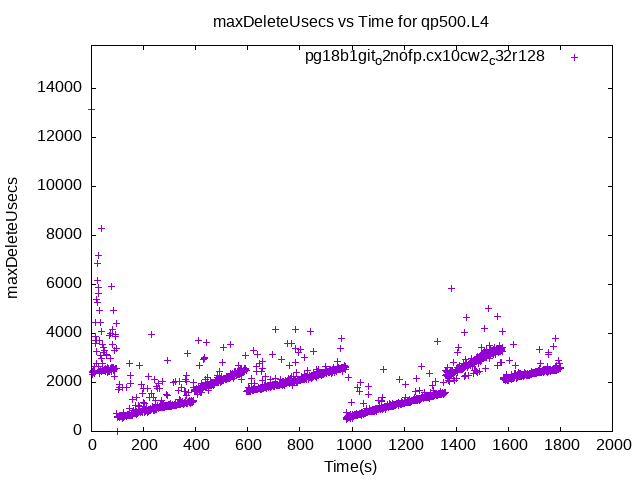 maxDeleteUsecs vs Time for qp500.L4
pg18b1git_o2nofp.cx10cw2_c32r128
14000
12000
10000
8000
6000
4000
2000
0
maxDeleteUsecs
0 200 400 600 800 1000 1200 1400 1600 1800 2000
Time(s)